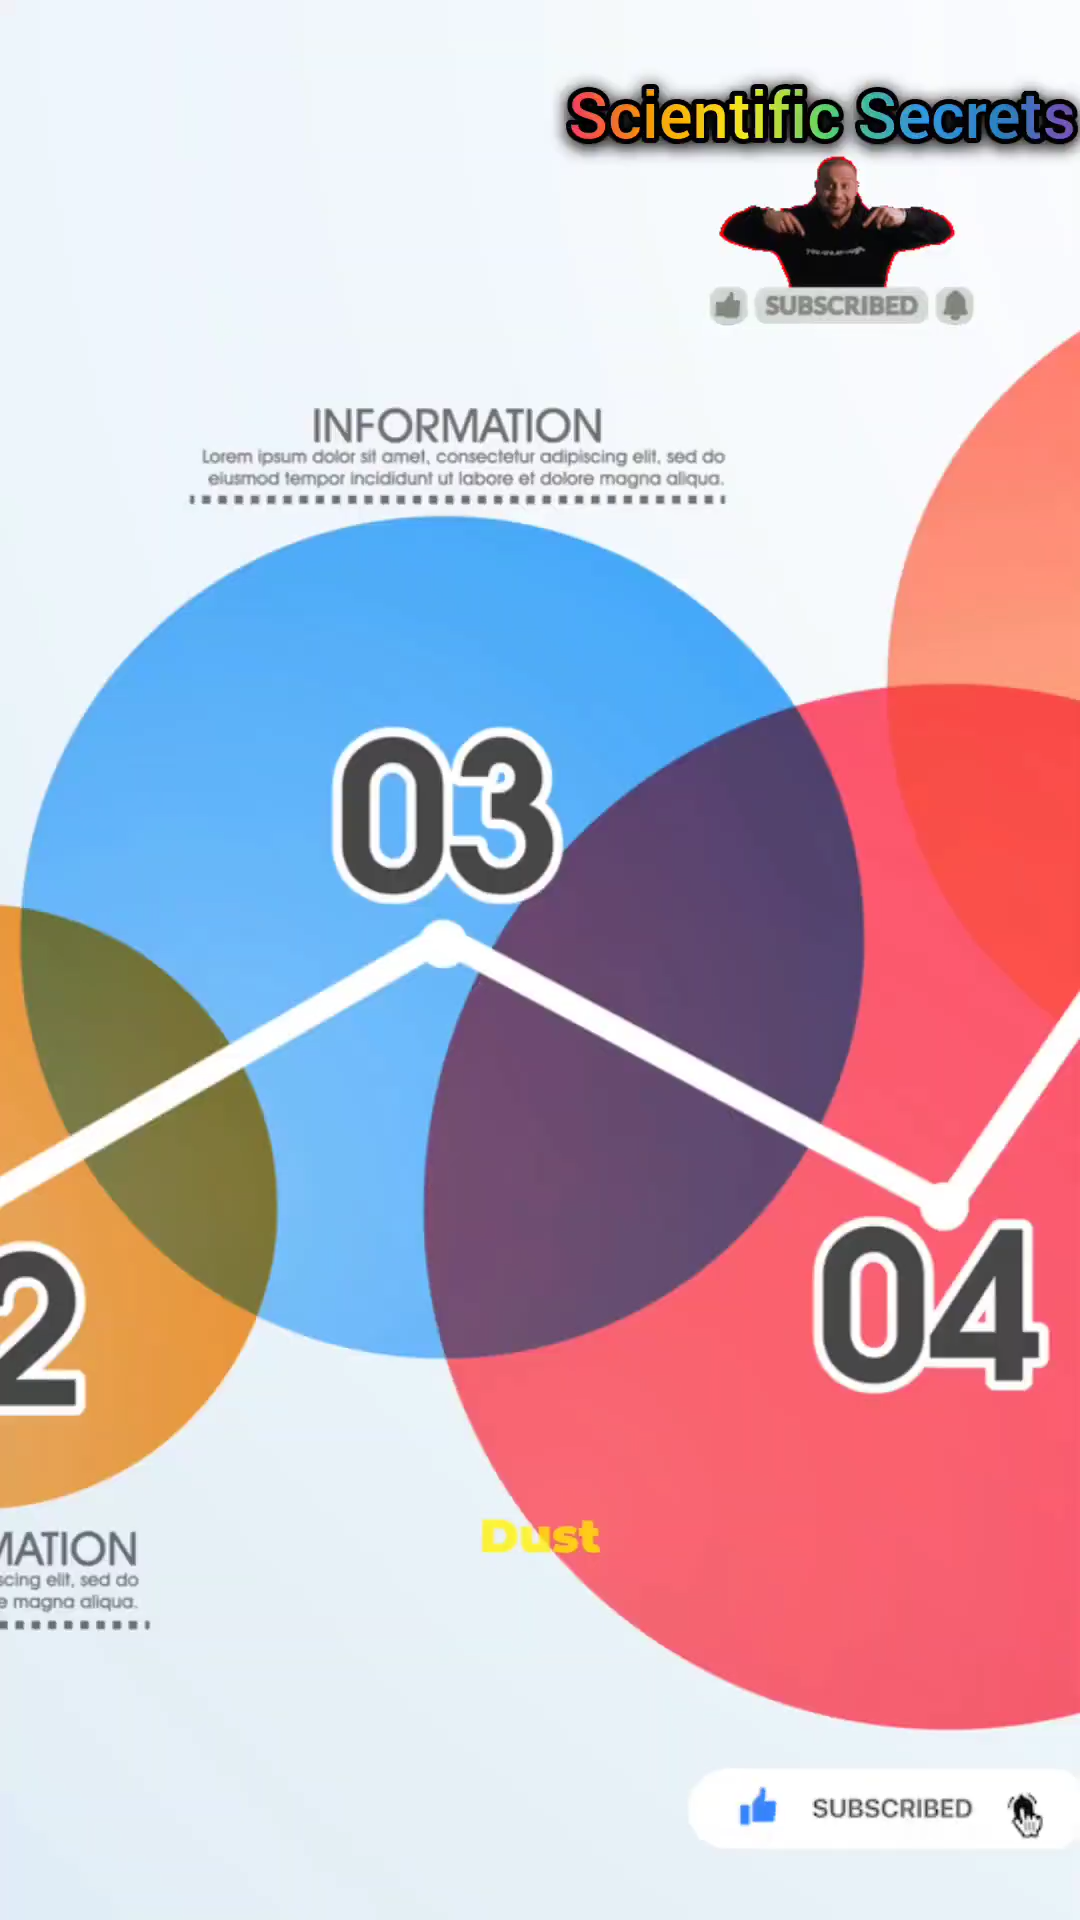 Scientific Secrets
SUBSCRIBED
INFORMATION
Lorem ipsum dolor sit amet, consectetur adipiscing elit, sed do
eiusmod tempor incididunt ut labore et dolore magna aliqua.
03
04
2
Dust
MATION
scing elit, sed do
e magna aliqua.
SUBSCRIBED